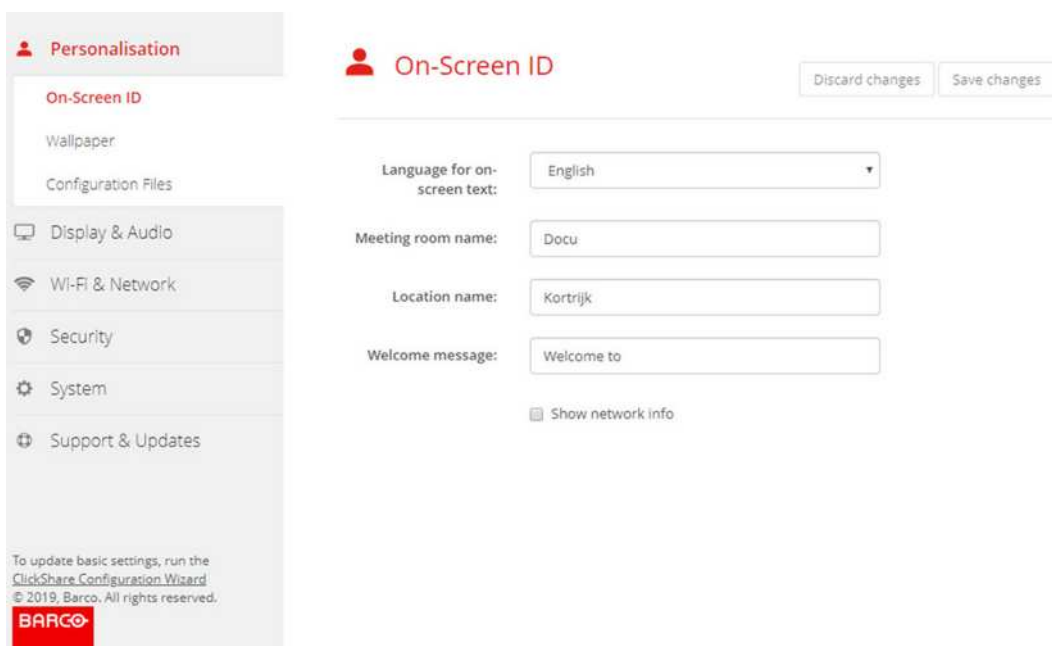 Personalisation
On-Screen ID
Wallpaper
Configuration Files
Display & Audio
Wi-Fi & Network
Security
System
Support & Updates
To update basic settings, run the
ClickShare Configuration Wizard
© 2019, Barco. All rights reserved.
BARCO
On-Screen ID
Discard changes
Save changes
Language for on-
screen text:
English
Meeting room name:
Docu
Location name:
Kortrijk
Welcome message:
Welcome to
Show network info